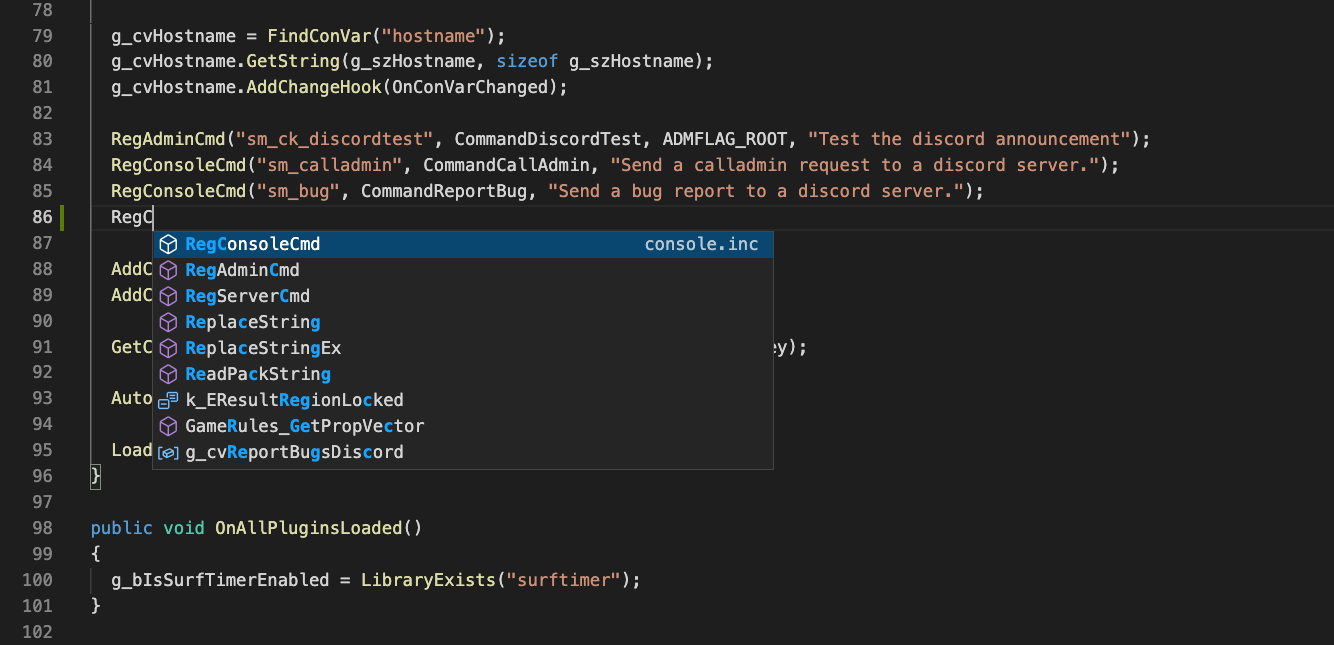 78
79 g_cvHostname = FindConVar("hostname");
80 g_cvHostname.GetString(g_szHostname, sizeof g_szHostname);
81 g_cvHostname.AddChangeHook(OnConVarChanged);
82
83 RegAdminCmd("sm_ck_discordtest", CommandDiscordTest, ADMFLAG_ROOT, "Test the discord announcement");
84 RegConsoleCmd("sm_calladmin", CommandCallAdmin, "Send a calladmin request to a discord server.");
85 RegConsoleCmd("sm_bug", CommandReportBug, "Send a bug report to a discord server.");
86 RegC
87 RegConsoleCmd console.inc
88 AddC RegAdminCmd
89 AddC RegServerCmd
90 ReplaceString
91 GetC ReplaceStringEx ey);
92 ReadPackString
93 Auto k_EResultRegionLocked
94 GameRules_GetPropVector
95 Load g_cvReportBugsDiscord
96 }
97
98 public void OnAllPluginsLoaded()
99 {
100 g_bIsSurfTimerEnabled = LibraryExists("surftimer");
101 }
102